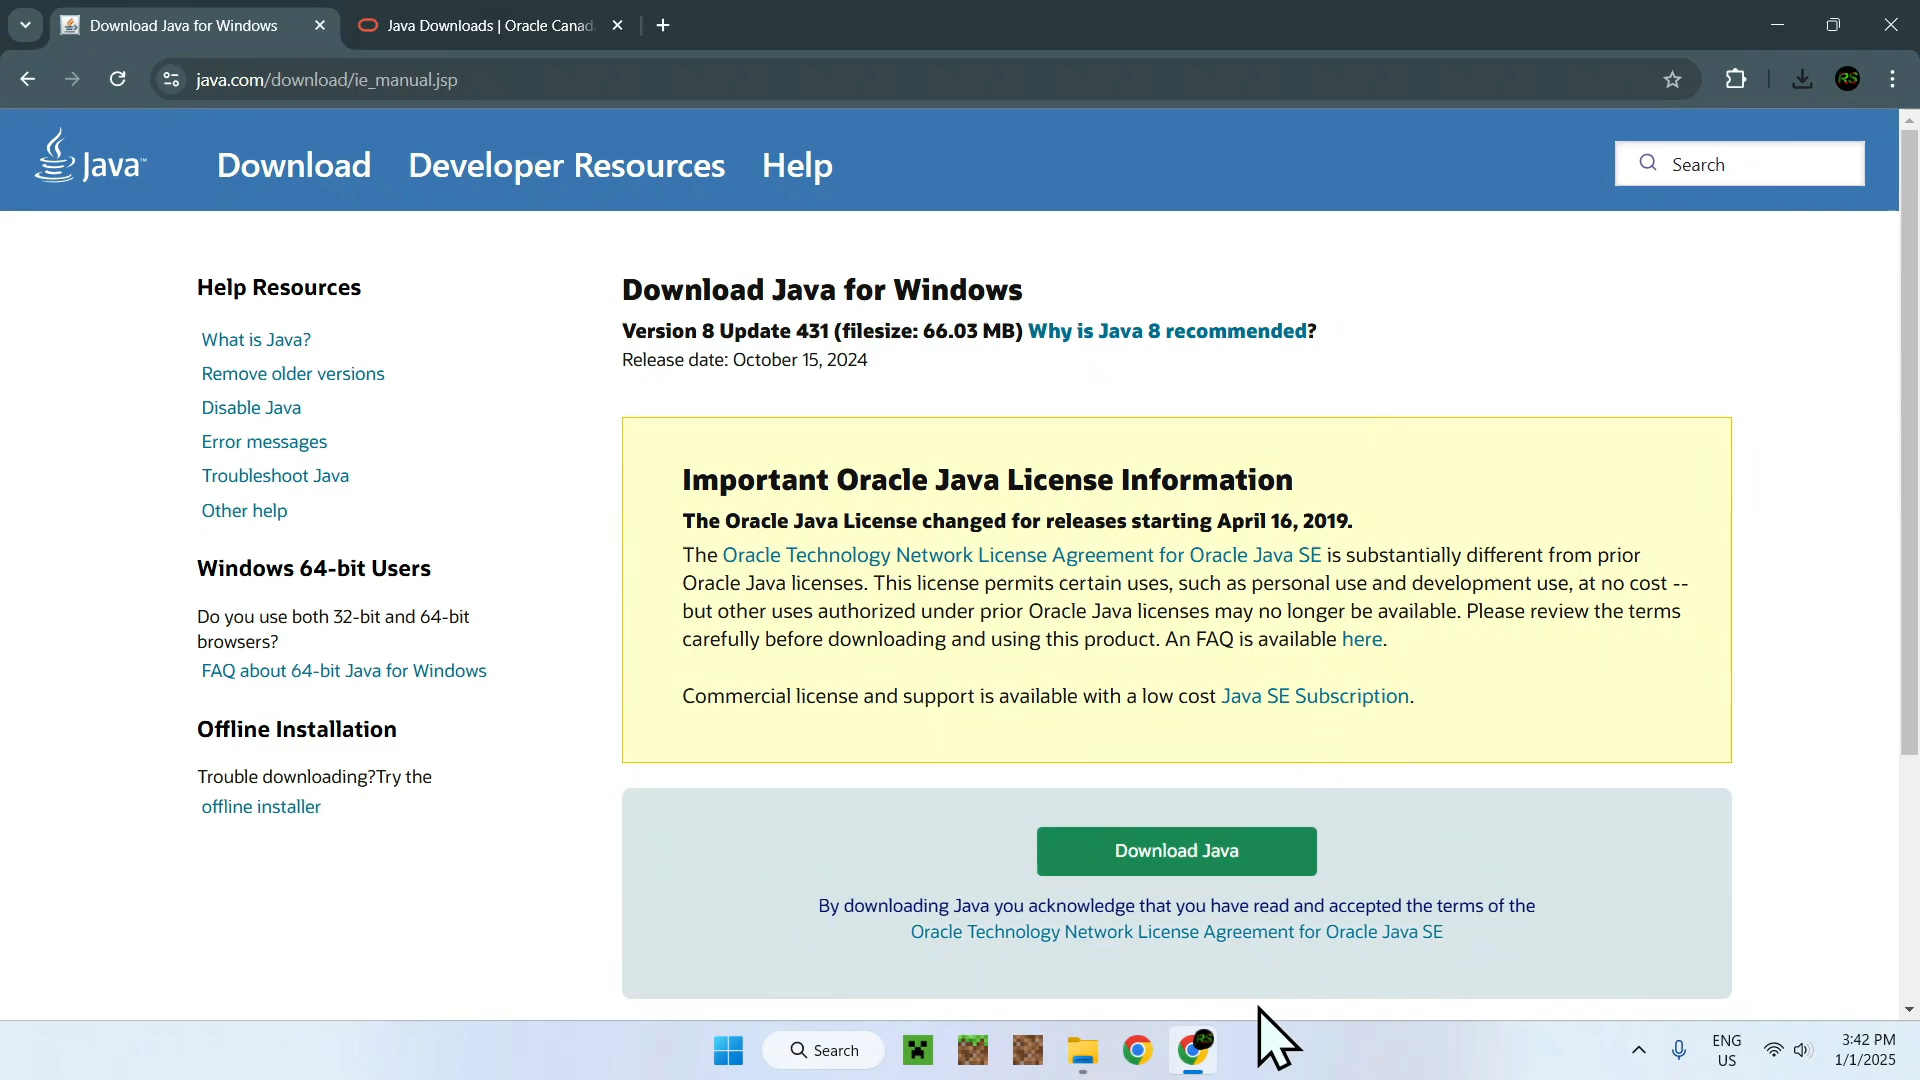 Download Java for Windows
Java Downloads | Oracle Canad
java.com/download/ie_manual.jsp
RS
Java™
Download
Developer Resources
Help
Search
Help Resources
What is Java?
Remove older versions
Disable Java
Error messages
Troubleshoot Java
Other help
Windows 64-bit Users
Do you use both 32-bit and 64-bit
browsers?
FAQ about 64-bit Java for Windows
Offline Installation
Trouble downloading?Try the
offline installer
Download Java for Windows
Version 8 Update 431 (filesize: 66.03 MB) Why is Java 8 recommended?
Release date: October 15, 2024
Important Oracle Java License Information
The Oracle Java License changed for releases starting April 16, 2019.
The Oracle Technology Network License Agreement for Oracle Java SE is substantially different from prior
Oracle Java licenses. This license permits certain uses, such as personal use and development use, at no cost --
but other uses authorized under prior Oracle Java licenses may no longer be available. Please review the terms
carefully before downloading and using this product. An FAQ is available here.
Commercial license and support is available with a low cost Java SE Subscription.
Download Java
By downloading Java you acknowledge that you have read and accepted the terms of the
Oracle Technology Network License Agreement for Oracle Java SE
Search
RS
ENG
US
3:42 PM
1/1/2025